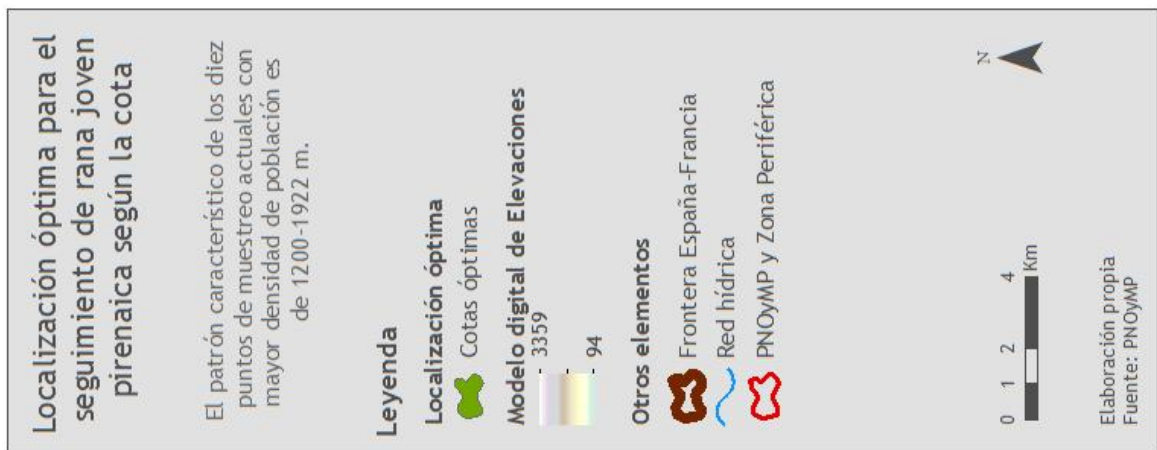 Localización óptima para el
seguimiento de rana joven
pirenaica según la cota
El patrón característico de los diez
puntos de muestreo actuales con
mayor densidad de población es
de 1200-1922 m.
Leyenda
Localización óptima
Cotas óptimas
Modelo digital de Elevaciones
3359
94
Otros elementos
Frontera España-Francia
Red hídrica
PNOyMP y Zona Periférica
N
0 1 2 4
Km
Elaboración propia
Fuente: PNOyMP